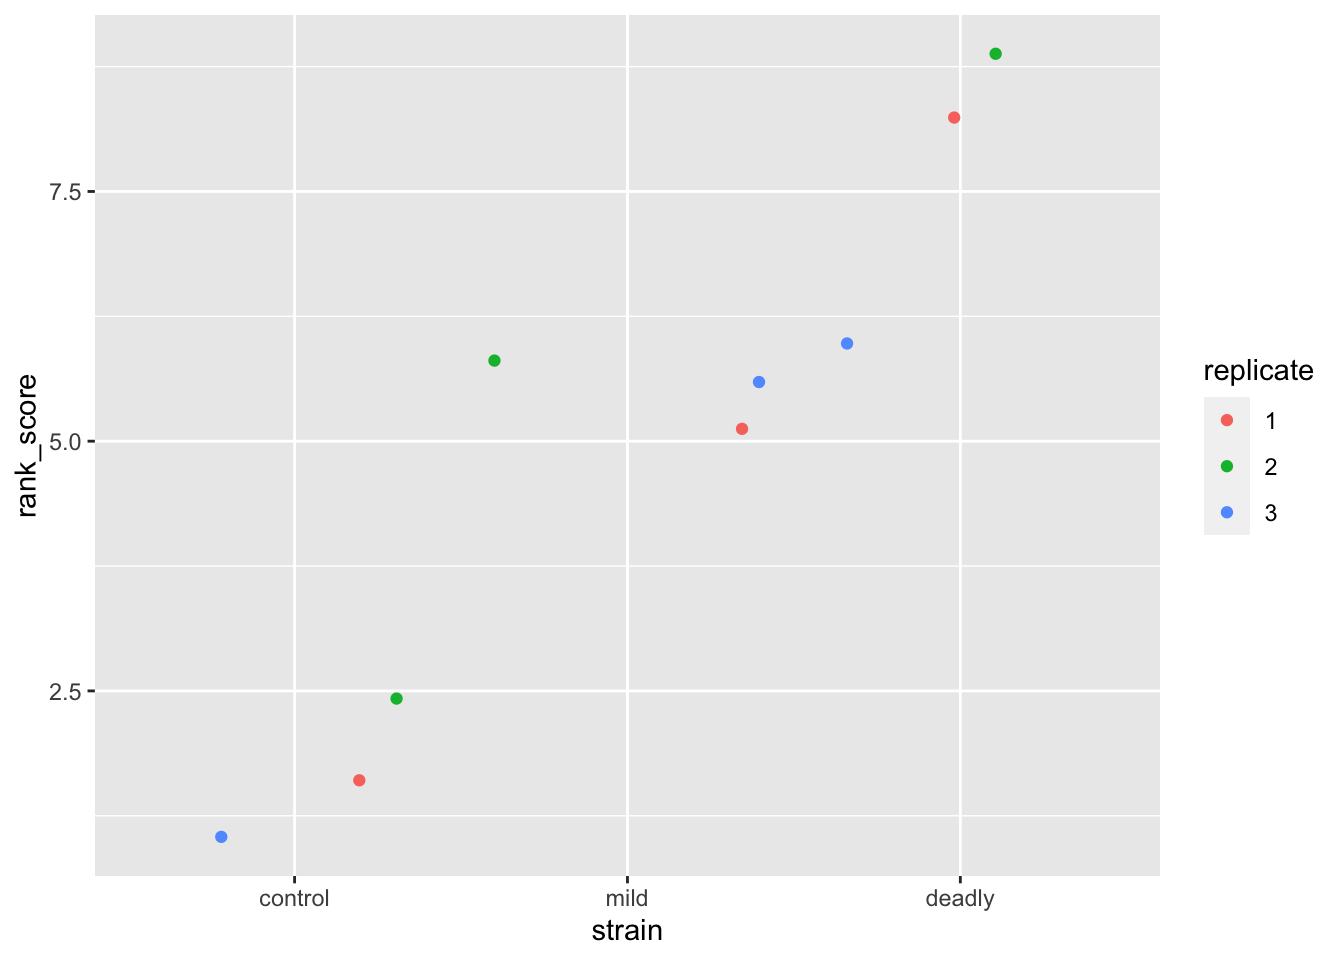 rank_score
7.5
5.0
2.5
control mild deadly
strain
replicate
1
2
3